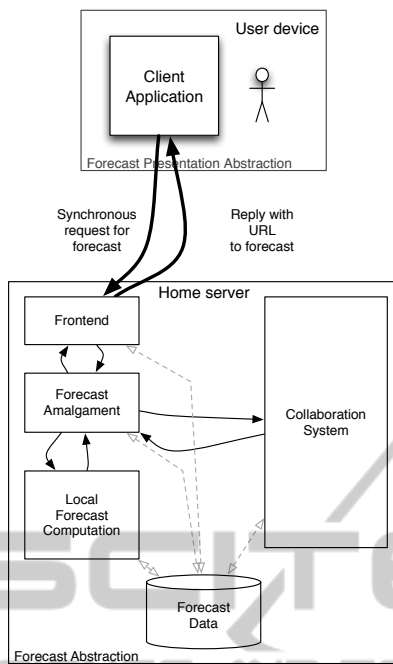 User device
Client
Application
Forecast Presentation Abstraction
Synchronous
request for
forecast
Reply with
URL
to forecast
Home server
Frontend
Forecast
Amalgament
Collaboration
System
Local
Forecast
Computation
Forecast
Data
Forecast Abstraction